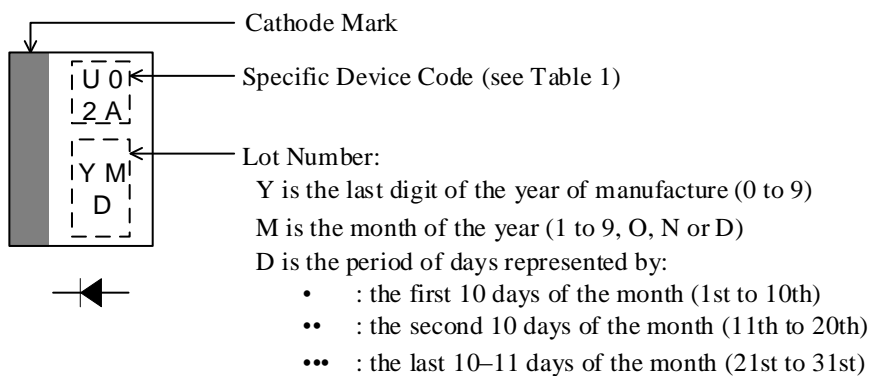 Cathode Mark
U 0
2 A
Specific Device Code (see Table 1)
Y M
D
Lot Number:
Y is the last digit of the year of manufacture (0 to 9)
M is the month of the year (1 to 9, O, N or D)
D is the period of days represented by:
• : the first 10 days of the month (1st to 10th)
•• : the second 10 days of the month (11th to 20th)
••• : the last 10–11 days of the month (21st to 31st)